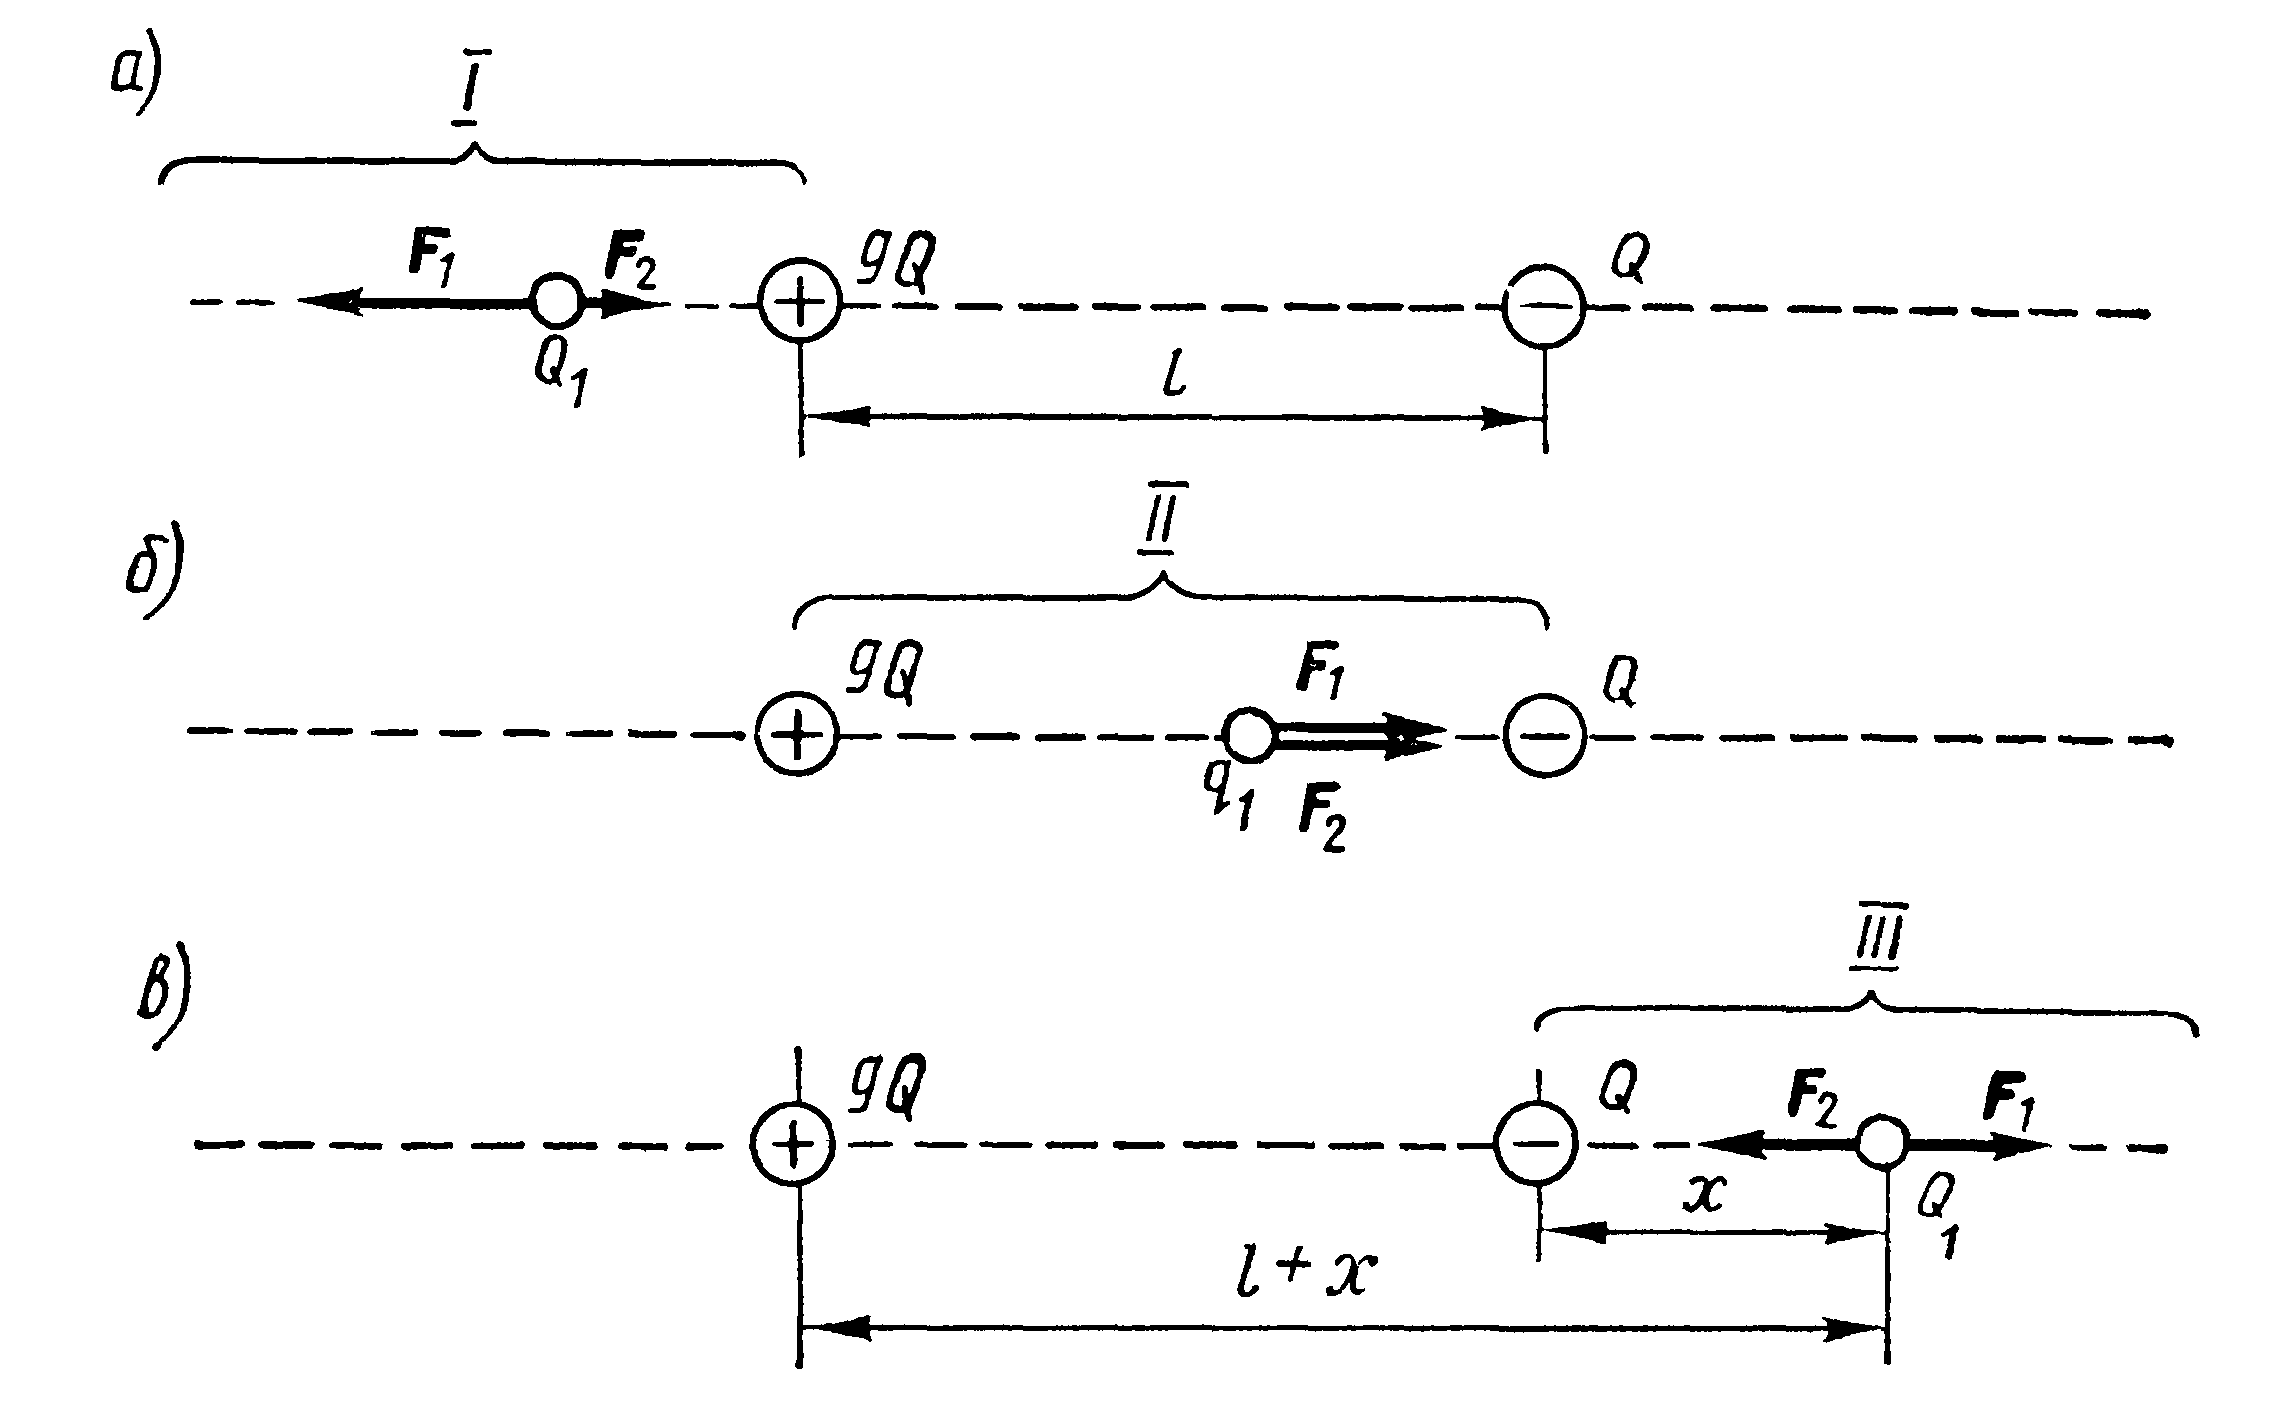 а)
I
F₁ F₂ 9Q Q
Q₁
l
б)
II
9Q F₁ Q
q₁
F₂
в)
III
9Q Q F₂ F₁
x Q₁
l + x